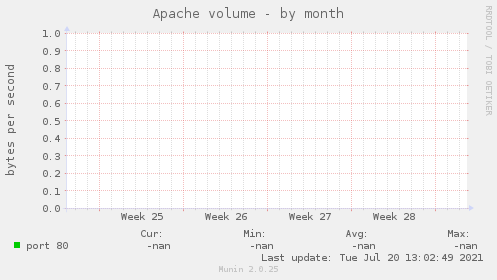 Apache volume - by month
RRDTOOL / TOBI OETIKER
bytes per second
1.0
0.9
0.8
0.7
0.6
0.5
0.4
0.3
0.2
0.1
0.0
Week 25 Week 26 Week 27 Week 28
Cur: Min: Avg: Max:
port 80 -nan -nan -nan -nan
Last update: Tue Jul 20 13:02:49 2021
Munin 2.0.25